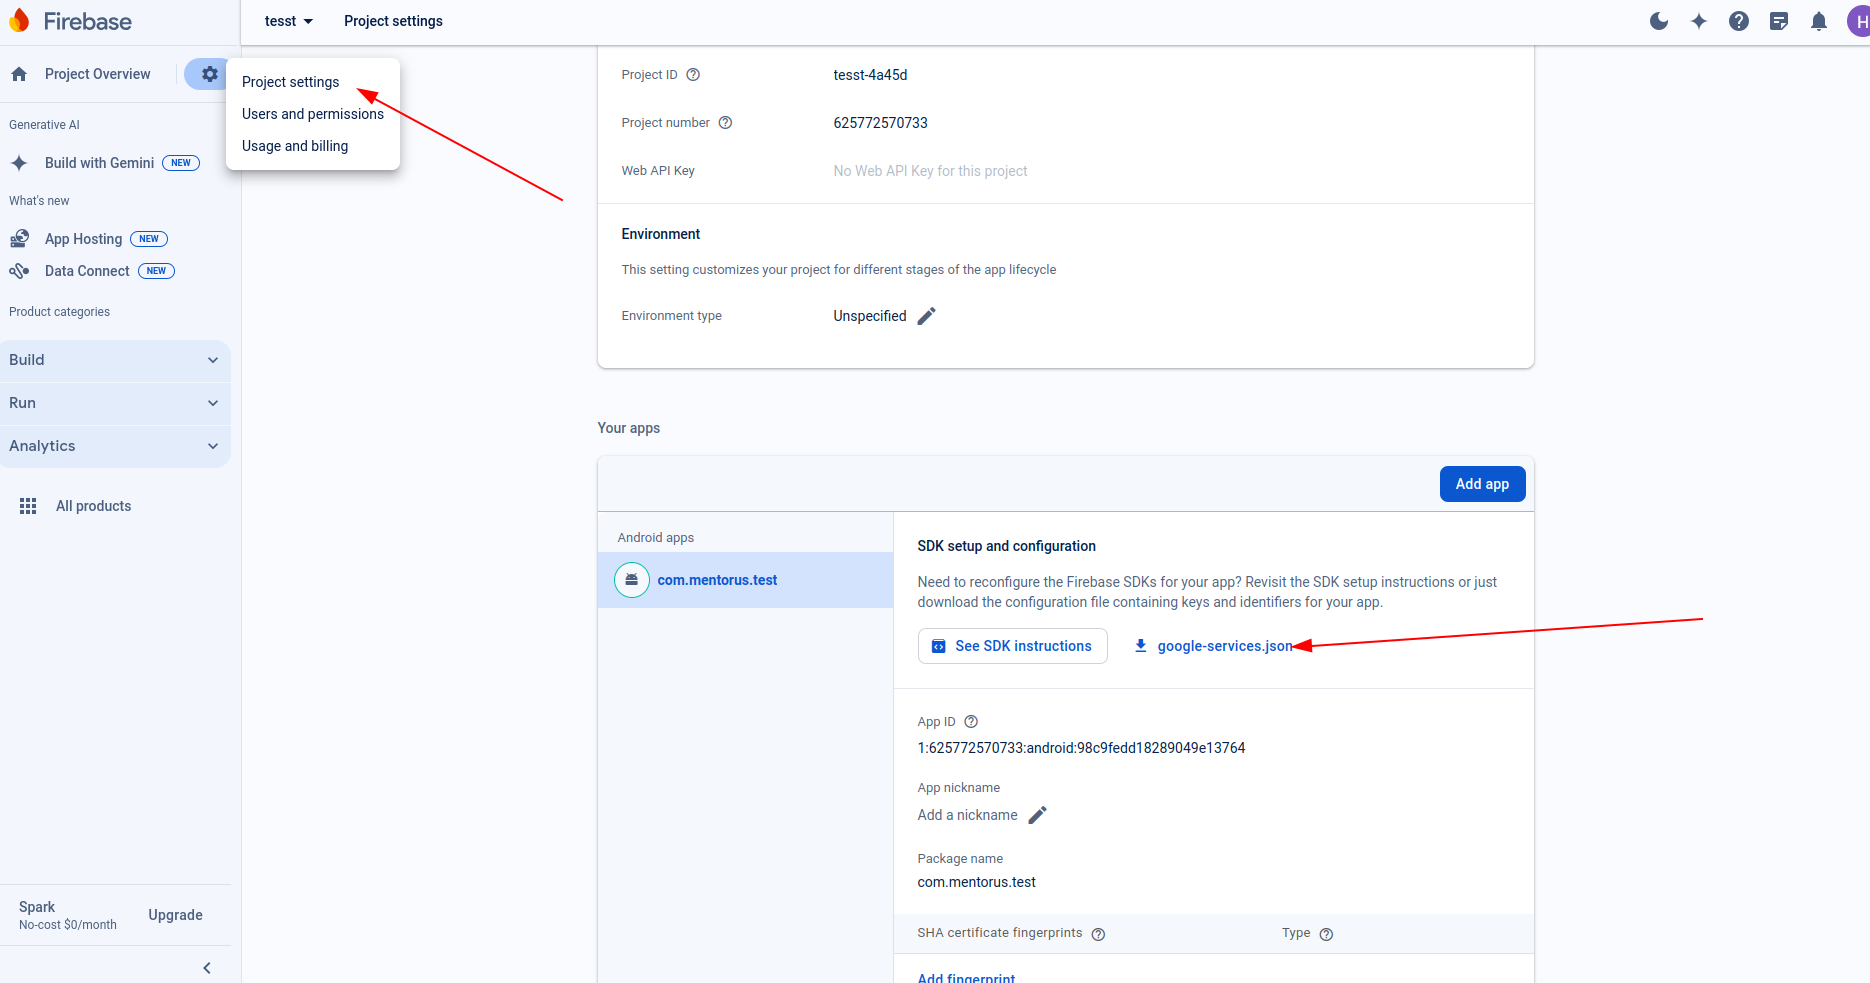 Firebase
tesst
Project settings
H
Project Overview
Project settings
Users and permissions
Usage and billing
Generative AI
Build with Gemini NEW
What's new
App Hosting NEW
Data Connect NEW
Product categories
Build
Run
Analytics
All products
Spark
No-cost $0/month
Upgrade
Project ID
tesst-4a45d
Project number
625772570733
Web API Key
No Web API Key for this project
Environment
This setting customizes your project for different stages of the app lifecycle
Environment type
Unspecified
Your apps
Add app
Android apps
com.mentorus.test
SDK setup and configuration
Need to reconfigure the Firebase SDKs for your app? Revisit the SDK setup instructions or just
download the configuration file containing keys and identifiers for your app.
See SDK instructions
google-services.json
App ID
1:625772570733:android:98c9fedd18289049e13764
App nickname
Add a nickname
Package name
com.mentorus.test
SHA certificate fingerprints
Type
Add fingerprint